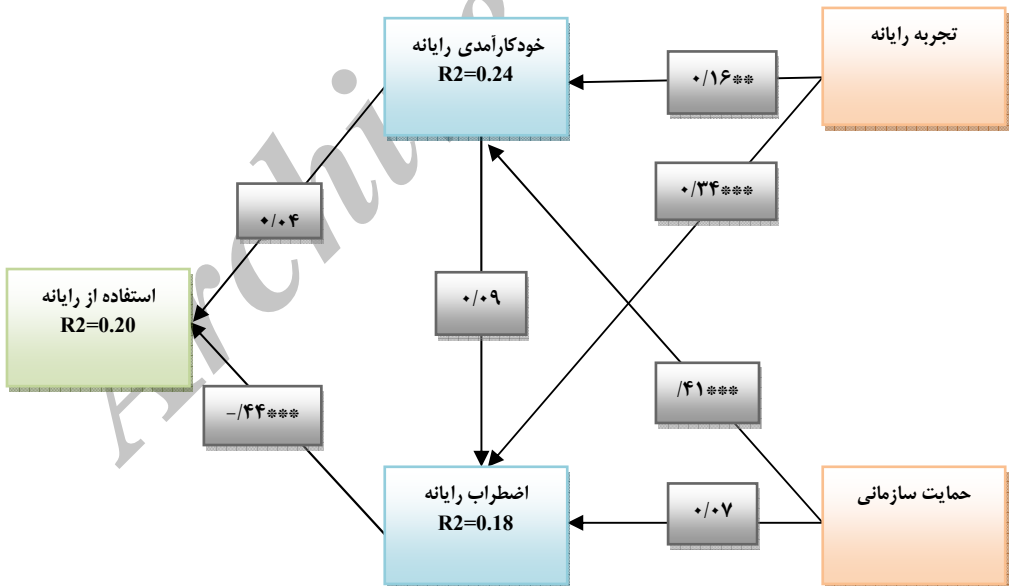 تجربه رایانه
خودکارآمدی رایانه
R2=0.24
۰/۱۶**
۰/۳۴***
۰/۰۴
استفاده از رایانه
R2=0.20
۰/۰۹
/۴۱***
-/۴۴***
حمایت سازمانی
اضطراب رایانه
R2=0.18
۰/۰۷